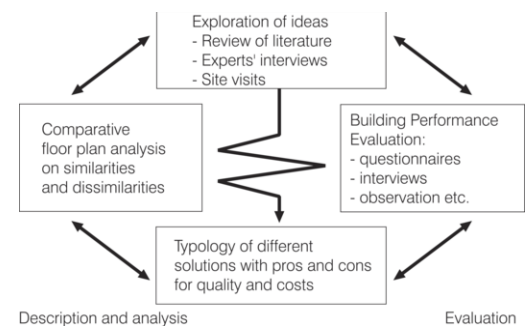 Exploration of ideas
- Review of literature
- Experts' interviews
- Site visits
Comparative
floor plan analysis
on similarities
and dissimilarities
Building Performance
Evaluation:
- questionnaires
- interviews
- observation etc.
Typology of different
solutions with pros and cons
for quality and costs
Description and analysis
Evaluation